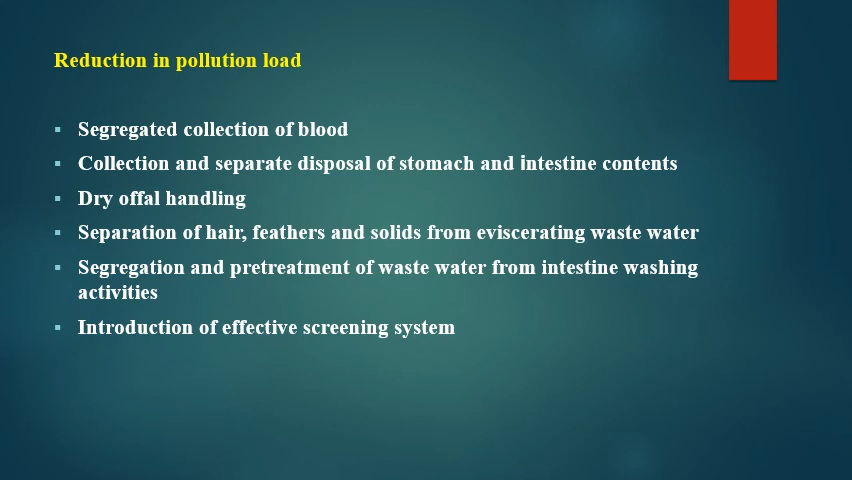 Reduction in pollution load
▪ Segregated collection of blood
▪ Collection and separate disposal of stomach and intestine contents
▪ Dry offal handling
▪ Separation of hair, feathers and solids from eviscerating waste water
▪ Segregation and pretreatment of waste water from intestine washing
activities
▪ Introduction of effective screening system